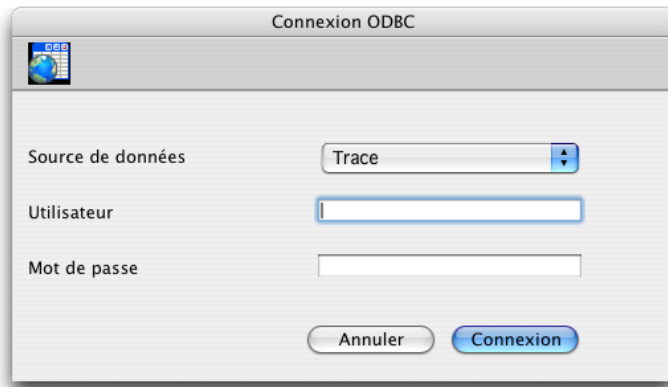 Connexion ODBC
Source de données
Trace
Utilisateur
Mot de passe
Annuler
Connexion